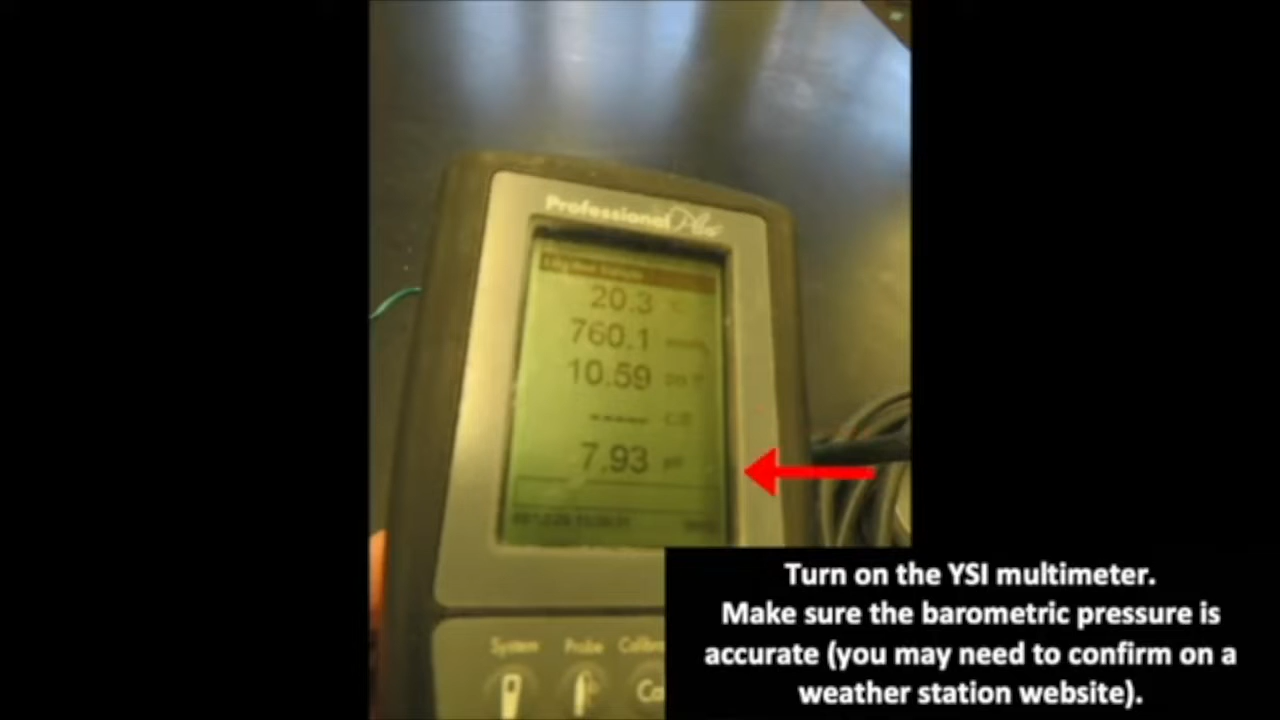 Professional Plus
20.3 °C
760.1
10.59
-----
7.93 pH
System Probe
Turn on the YSI multimeter.
Make sure the barometric pressure is
accurate (you may need to confirm on a
weather station website).